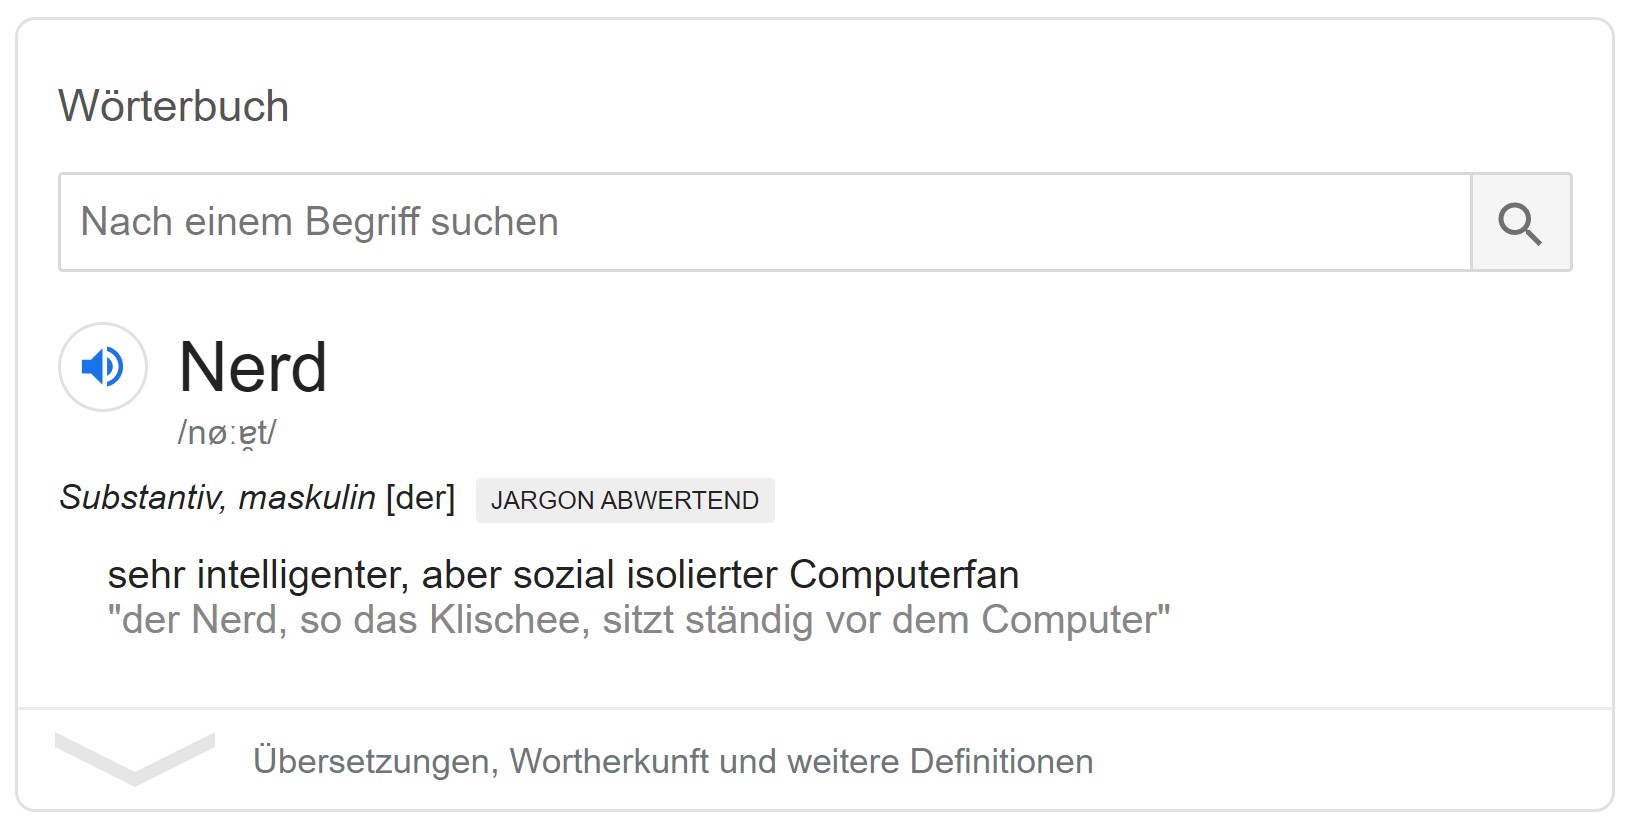 Wörterbuch
Nach einem Begriff suchen
Nerd
/nøːɐ̯t/
Substantiv, maskulin [der] JARGON ABWERTEND
sehr intelligenter, aber sozial isolierter Computerfan
"der Nerd, so das Klischee, sitzt ständig vor dem Computer"
Übersetzungen, Wortherkunft und weitere Definitionen